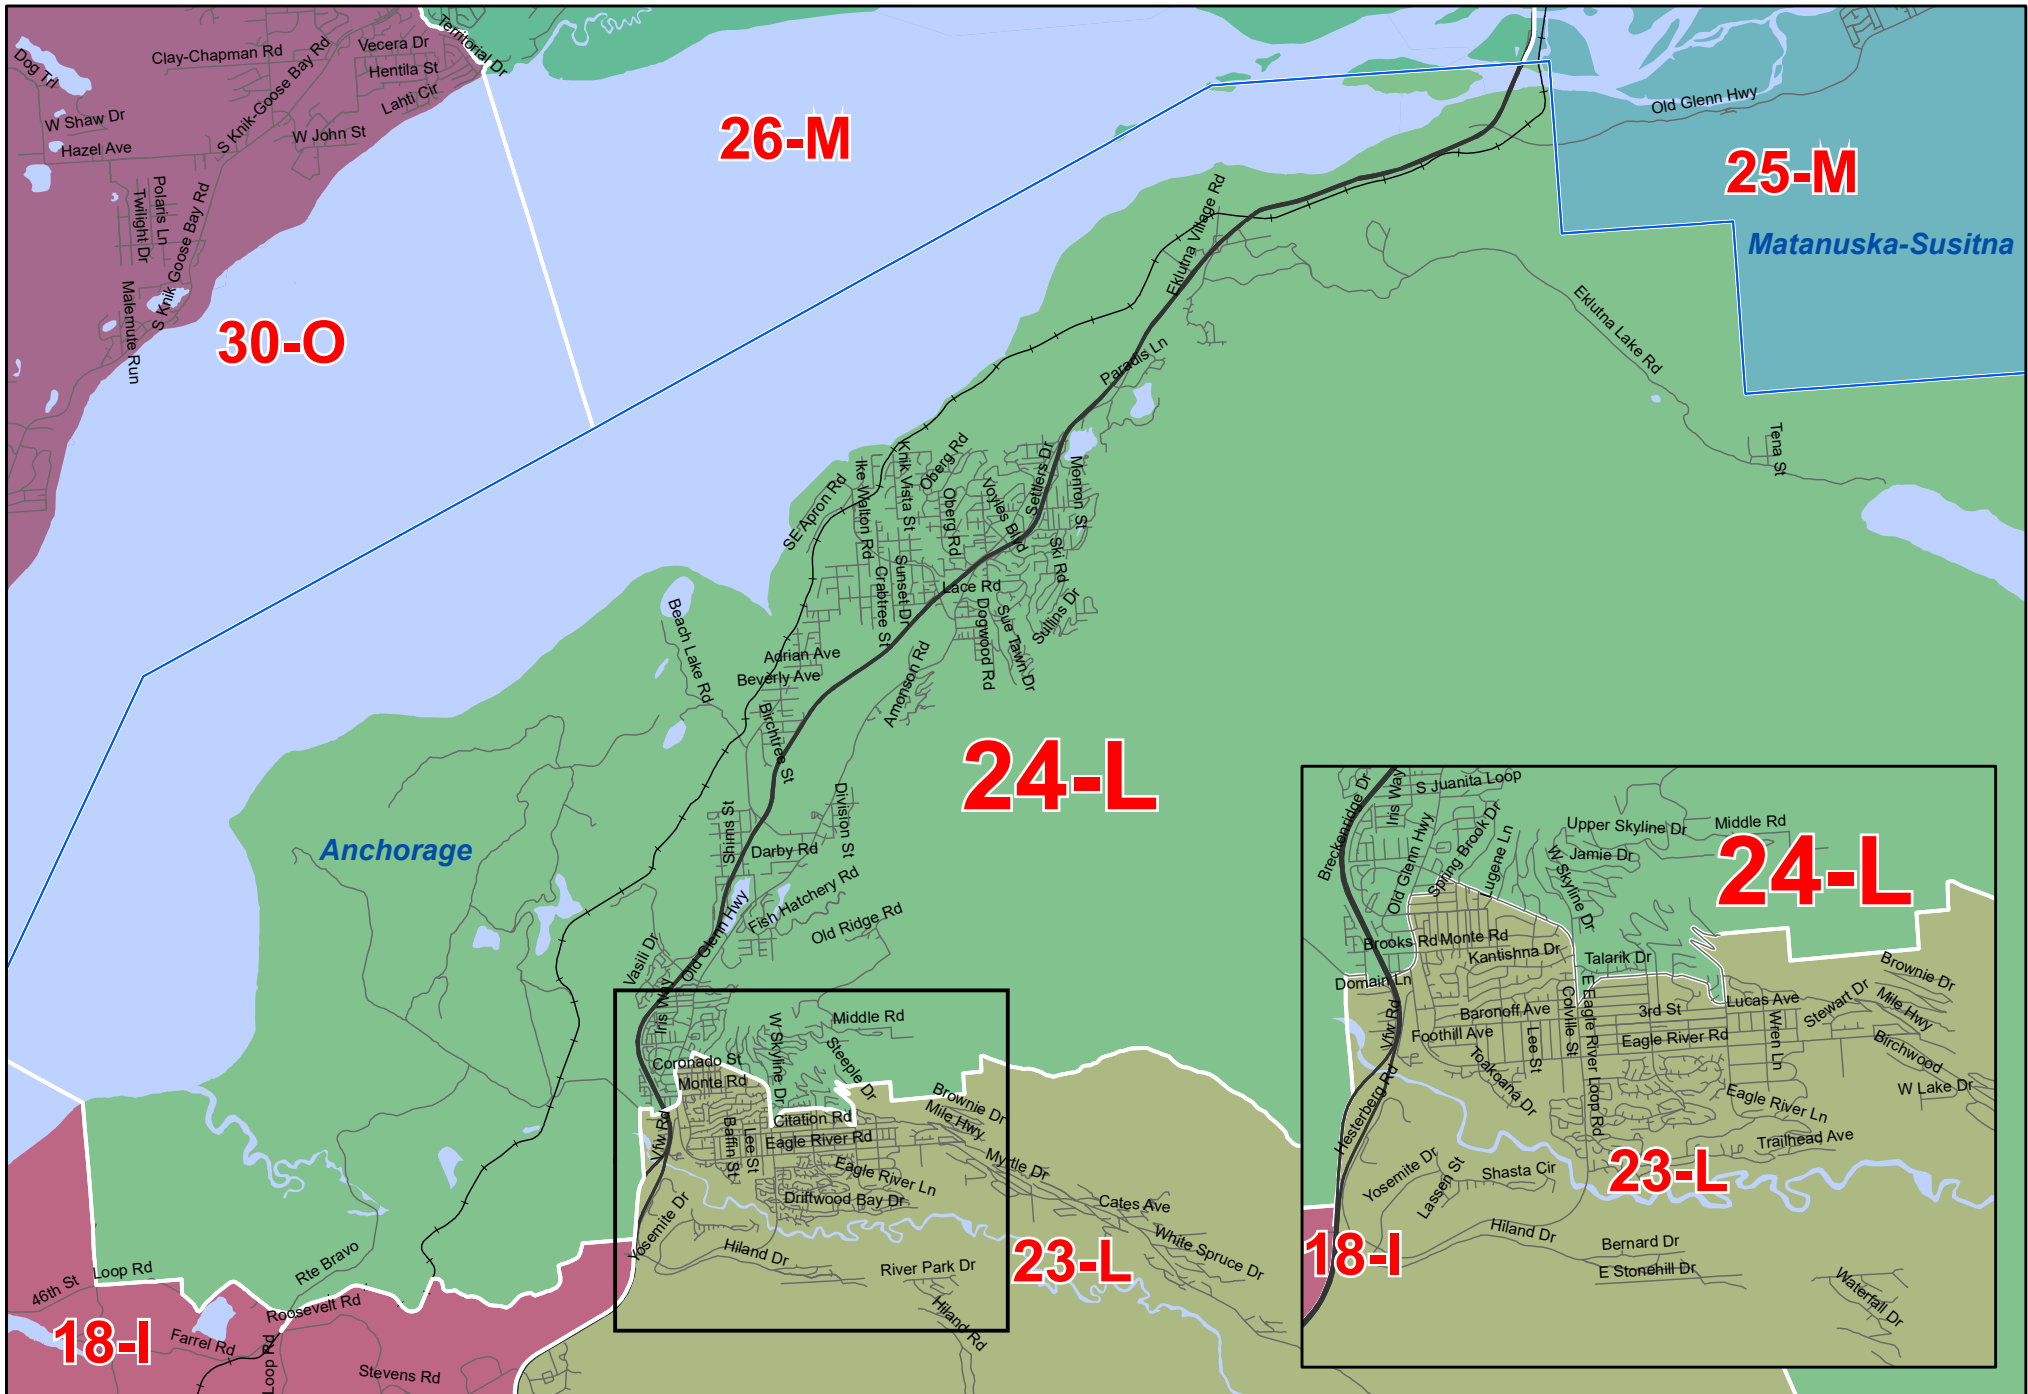 Territorial Dr
Clay-Chapman Rd
Vecera Dr
Dog Trl
Hentila St
Lahti Cir
S Knik-Goose Bay Rd
W Shaw Dr
W John St
Hazel Ave
Polaris Ln
Twilight Dr
S Knik Goose Bay Rd
Malemute Run
30-O
26-M
25-M
Old Glenn Hwy
Matanuska-Susitna
Eklutna Village Rd
Eklutna Lake Rd
Paradis Ln
Tena St
Knik Vista St
Oberg Rd
Settlers Dr
Monron St
SE Apron Rd
Ike Walton Rd
Oberg Rd
Voyles Blvd
Ski Rd
Sunset Dr
Crabtree St
Lace Rd
Dogwood Rd
Sue Tawn Dr
Sullins Dr
Beach Lake Rd
Adrian Ave
Beverly Ave
Amonson Rd
Birchtree St
24-L
Division St
Shims St
Darby Rd
Anchorage
Fish Hatchery Rd
Old Glenn Hwy
Old Ridge Rd
Vasili Dr
Iris Way
Middle Rd
W Skyline Dr
Steeple Dr
Coronado St
Monte Rd
Brownie Dr
Mile Hwy
Citation Rd
Vfw Rd
Baffin St
Lee St
Eagle River Rd
Eagle River Ln
Myrtle Dr
Driftwood Bay Dr
Cates Ave
Yosemite Dr
Hiland Dr
White Spruce Dr
River Park Dr
23-L
Hiland Rd
46th St
Loop Rd
Rte Bravo
Roosevelt Rd
18-I
Farrel Rd
Loop Rd
Stevens Rd
Breckenridge Dr
Iris Way
S Juanita Loop
Old Glenn Hwy
Spring Brook Dr
Lugene Ln
Upper Skyline Dr
Middle Rd
Jamie Dr
W Skyline Dr
24-L
Brooks Rd
Monte Rd
Kantishna Dr
Talarik Dr
Brownie Dr
Domain Ln
Colville St
E Eagle River Loop Rd
Lucas Ave
Stewart Dr
Mile Hwy
Baronoff Ave
3rd St
Vfw Rd
Foothill Ave
Lee St
Eagle River Rd
Wren Ln
Birchwood
Toakoana Dr
W Lake Dr
Hesterberg Rd
Eagle River Ln
Trailhead Ave
Yosemite Dr
Lassen St
Shasta Cir
23-L
Hiland Dr
Bernard Dr
18-I
E Stonehill Dr
Waterfall Dr